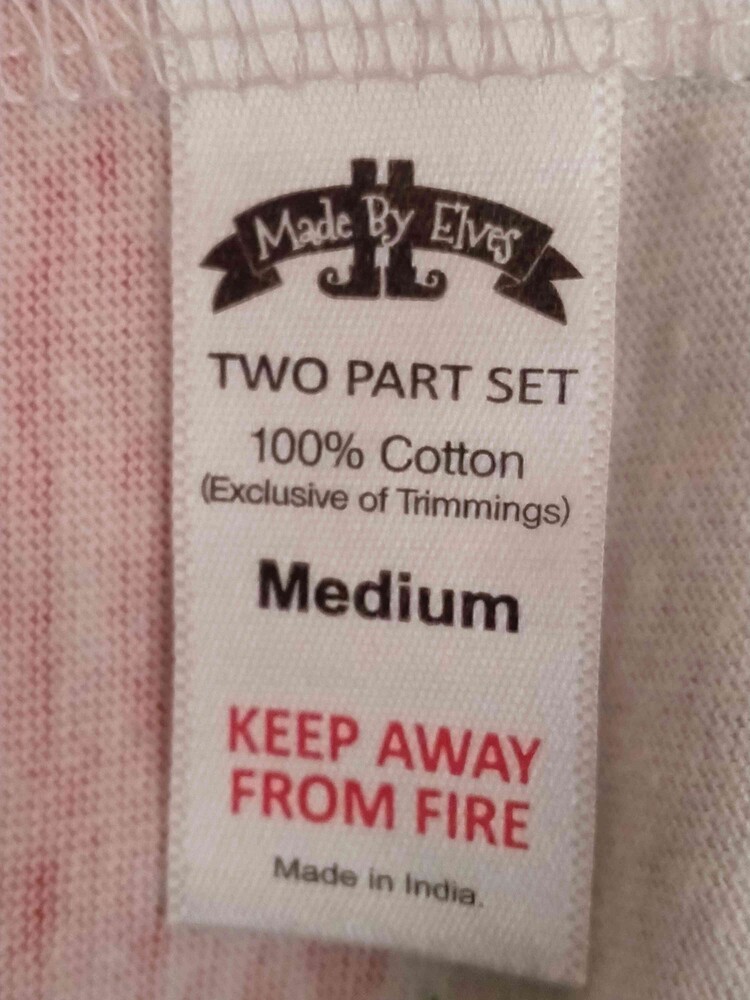 Made By Elves
TWO PART SET
100% Cotton
(Exclusive of Trimmings)
Medium
KEEP AWAY
FROM FIRE
Made in India.